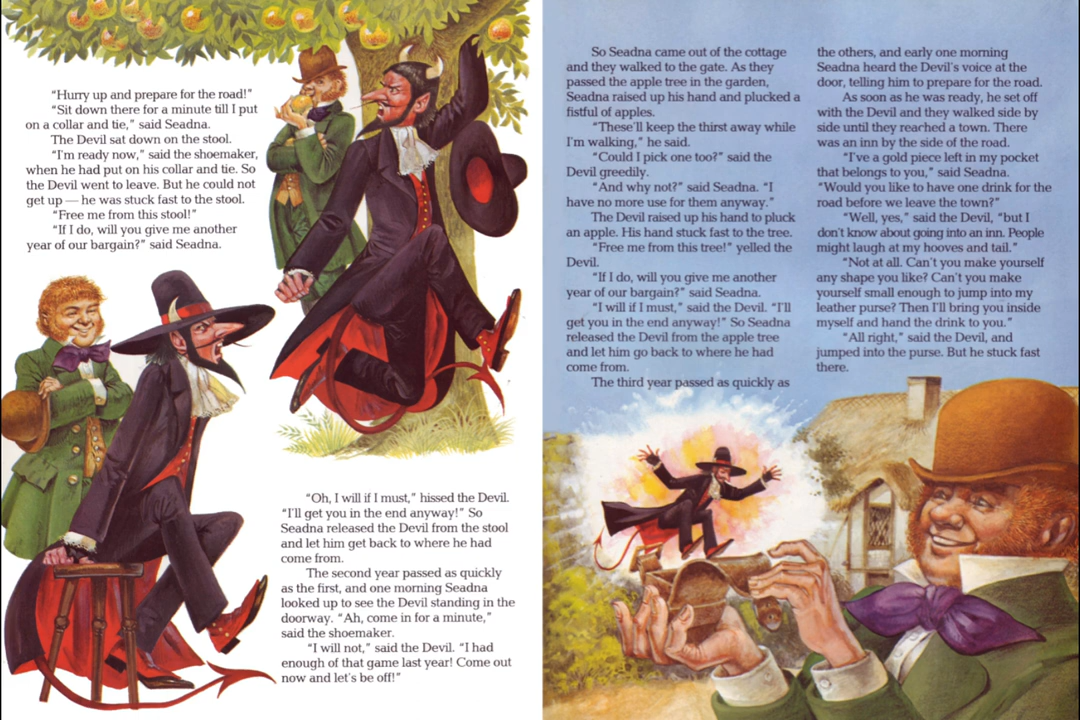 "Hurry up and prepare for the road!"
"Sit down there for a minute till I put
on a collar and tie," said Seadna.
The Devil sat down on the stool.
"I'm ready now," said the shoemaker,
when he had put on his collar and tie. So
the Devil went to leave. But he could not
get up — he was stuck fast to the stool.
"Free me from this stool!"
"If I do, will you give me another
year of our bargain?" said Seadna.
"Oh, I will if I must," hissed the Devil.
"I'll get you in the end anyway!" So
Seadna released the Devil from the stool
and let him get back to where he had
come from.
The second year passed as quickly
as the first, and one morning Seadna
looked up to see the Devil standing in the
doorway. "Ah, come in for a minute,"
said the shoemaker.
"I will not," said the Devil. "I had
enough of that game last year! Come out
now and let's be off!"
So Seadna came out of the cottage
and they walked to the gate. As they
passed the apple tree in the garden,
Seadna raised up his hand and plucked a
fistful of apples.
"These'll keep the thirst away while
I'm walking," he said.
"Could I pick one too?" said the
Devil greedily.
"And why not?" said Seadna. "I
have no more use for them anyway."
The Devil raised up his hand to pluck
an apple. His hand stuck fast to the tree.
"Free me from this tree!" yelled the
Devil.
"If I do, will you give me another
year of our bargain?" said Seadna.
"I will if I must," said the Devil. "I'll
get you in the end anyway!" So Seadna
released the Devil from the apple tree
and let him go back to where he had
come from.
The third year passed as quickly as
the others, and early one morning
Seadna heard the Devil's voice at the
door, telling him to prepare for the road.
As soon as he was ready, he set off
with the Devil and they walked side by
side until they reached a town. There
was an inn by the side of the road.
"I've a gold piece left in my pocket
that belongs to you," said Seadna.
"Would you like to have one drink for the
road before we leave the town?"
"Well, yes," said the Devil, "but I
don't know about going into an inn. People
might laugh at my hooves and tail."
"Not at all. Can't you make yourself
any shape you like? Can't you make
yourself small enough to jump into my
leather purse? Then I'll bring you inside
myself and hand the drink to you."
"All right," said the Devil, and
jumped into the purse. But he stuck fast
there.